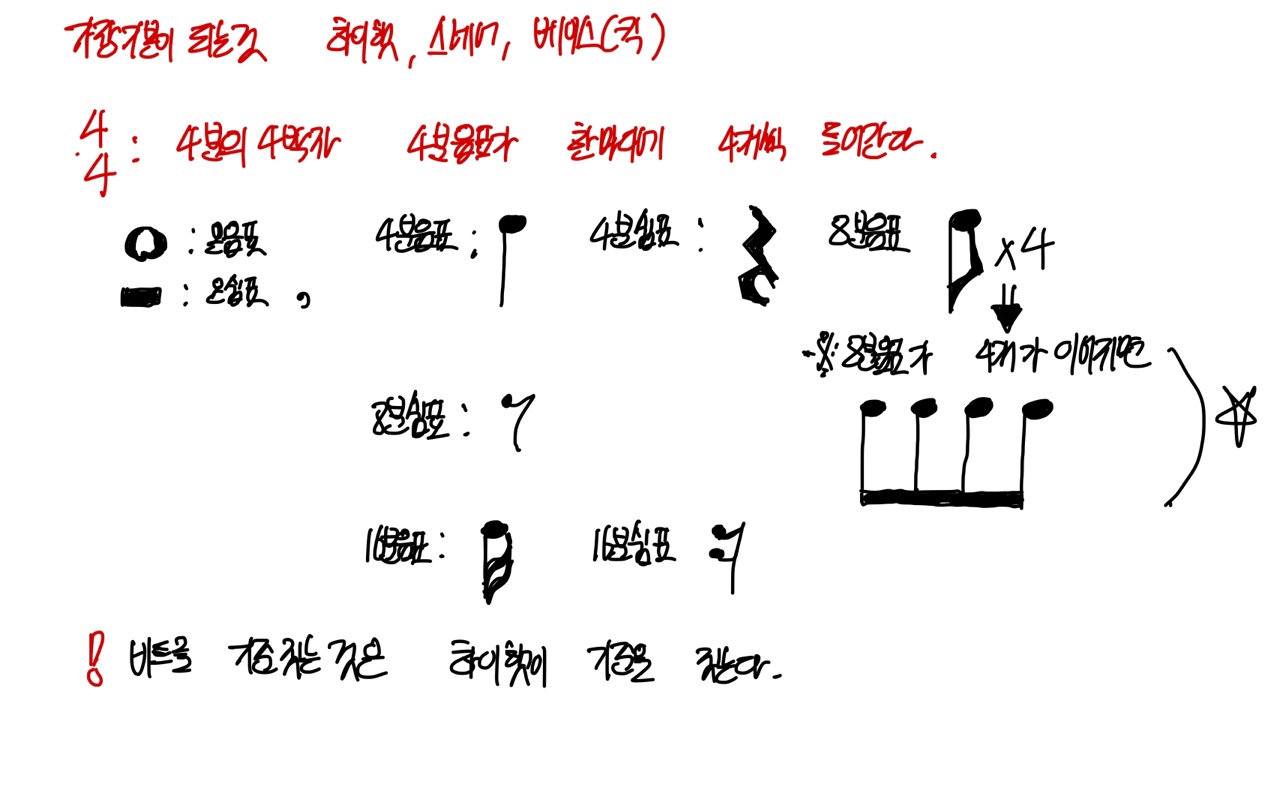 가장기본이 되는것 하이햇, 스네어, 베이스(킥)
4/4 : 4분의 4박자 4분음표가 한마디에 4개씩 들어간다.
: 온음표 4분음표 : 4분쉼표 : 8분음표 x4
: 온쉼표 ,
※: 8분음표가 4개가 이어지면
8분쉼표 :
16분음표 : 16분쉼표
! 비트를 기준 잡는것은 하이햇이 기준을 잡는다.